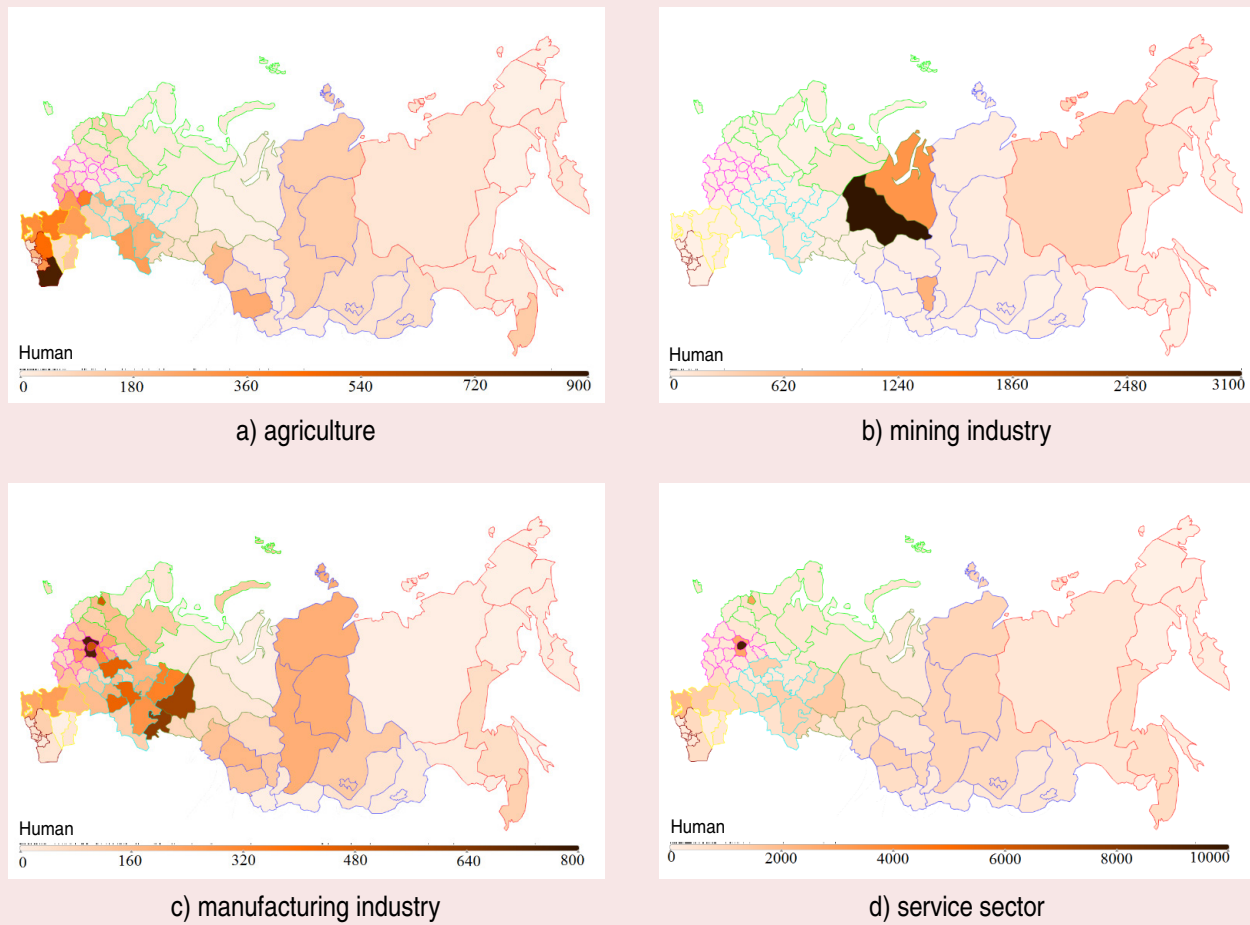 Human
0 180 360 540 720 900
a) agriculture
Human
0 620 1240 1860 2480 3100
b) mining industry
Human
0 160 320 480 640 800
c) manufacturing industry
Human
0 2000 4000 6000 8000 10000
d) service sector